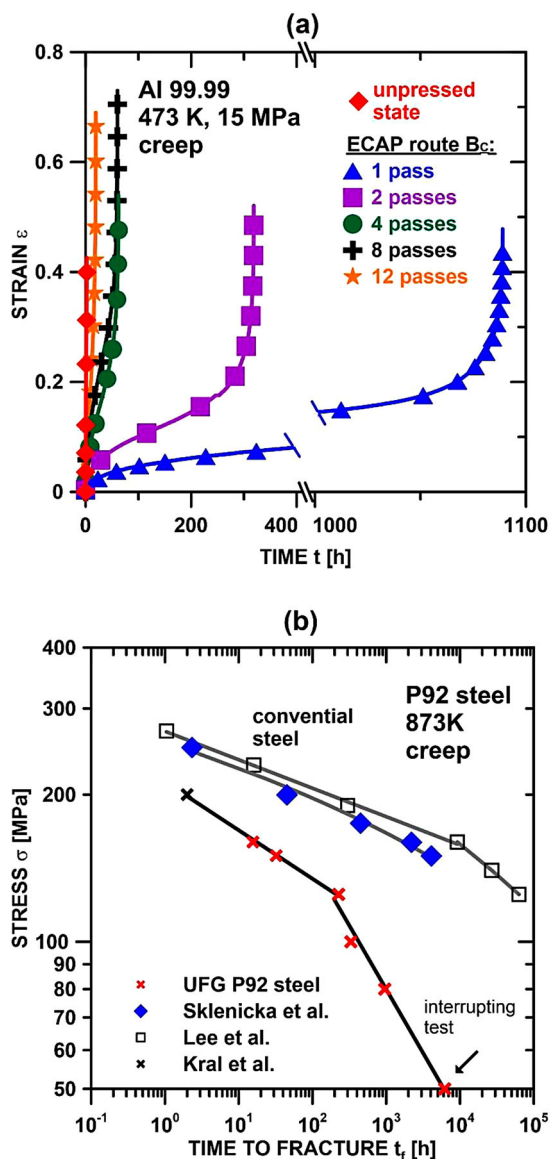 (a)
0.8
0.6
0.4
0.2
0
STRAIN ε
Al 99.99
473 K, 15 MPa
creep
unpressed
state
ECAP route Bc:
1 pass
2 passes
4 passes
8 passes
12 passes
0 200 400 1000 1100
TIME t [h]
(b)
400
300
200
100
90
80
70
60
50
STRESS σ [MPa]
P92 steel
873K
creep
convential
steel
UFG P92 steel
Sklenicka et al.
Lee et al.
Kral et al.
interrupting
test
10⁻¹ 10⁰ 10¹ 10² 10³ 10⁴ 10⁵
TIME TO FRACTURE tf [h]